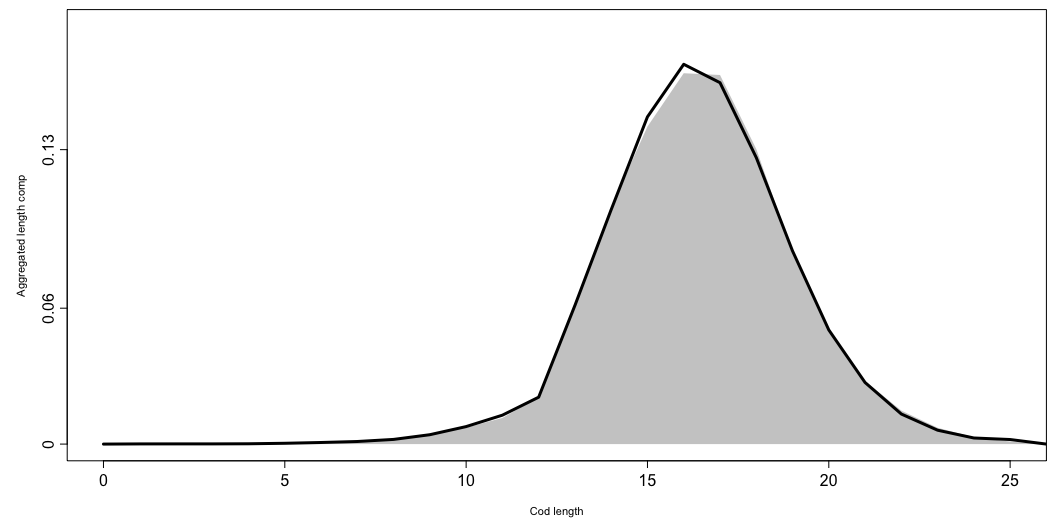 Aggregated length comp
0.13
0.06
0
0 5 10 15 20 25
Cod length